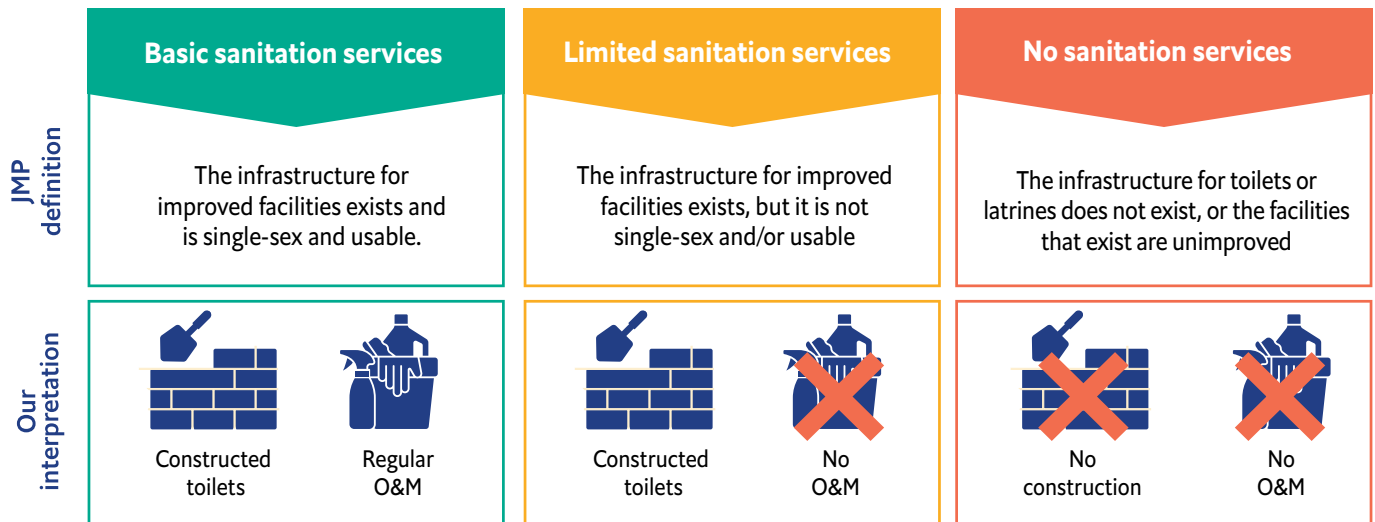 Basic sanitation services
Limited sanitation services
No sanitation services
JMP
definition
The infrastructure for
improved facilities exists and
is single-sex and usable.
The infrastructure for improved
facilities exists, but it is not
single-sex and/or usable
The infrastructure for toilets or
latrines does not exist, or the facilities
that exist are unimproved
Our
interpretation
Constructed
toilets
Regular
O&M
Constructed
toilets
No
O&M
No
construction
No
O&M